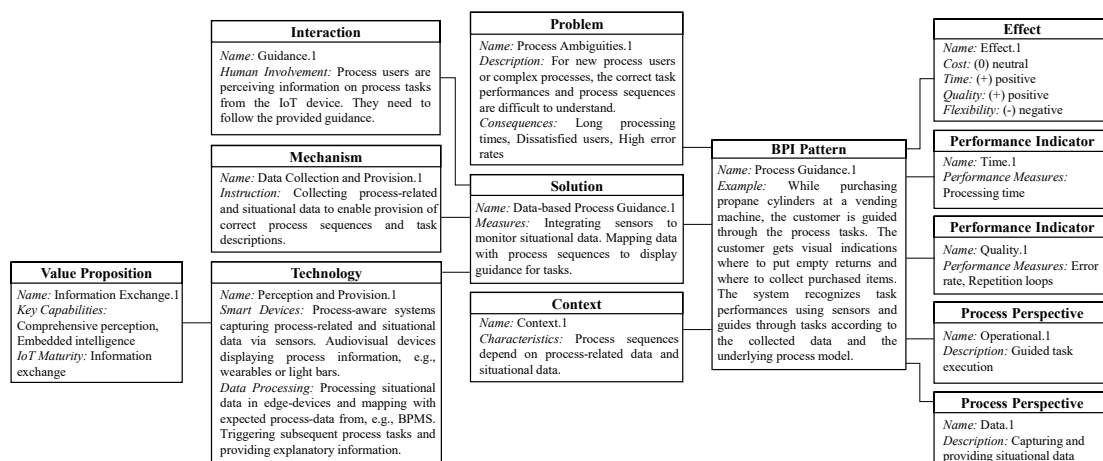 Interaction
Name: Guidance.1
Human Involvement: Process users are
perceiving information on process tasks
from the IoT device. They need to
follow the provided guidance.
Mechanism
Name: Data Collection and Provision.1
Instruction: Collecting process-related
and situational data to enable provision of
correct process sequences and task
descriptions.
Value Proposition
Name: Information Exchange.1
Key Capabilities:
Comprehensive perception,
Embedded intelligence
IoT Maturity: Information
exchange
Technology
Name: Perception and Provision.1
Smart Devices: Process-aware systems
capturing process-related and situational
data via sensors. Audiovisual devices
displaying process information, e.g.,
wearables or light bars.
Data Processing: Processing situational
data in edge-devices and mapping with
expected process-data from, e.g., BPMS.
Triggering subsequent process tasks and
providing explanatory information.
Problem
Name: Process Ambiguities.1
Description: For new process users
or complex processes, the correct task
performances and process sequences
are difficult to understand.
Consequences: Long processing
times, Dissatisfied users, High error
rates
Solution
Name: Data-based Process Guidance.1
Measures: Integrating sensors to
monitor situational data. Mapping data
with process sequences to display
guidance for tasks.
Context
Name: Context.1
Characteristics: Process sequences
depend on process-related data and
situational data.
BPI Pattern
Name: Process Guidance.1
Example: While purchasing
propane cylinders at a vending
machine, the customer is guided
through the process tasks. The
customer gets visual indications
where to put empty returns and
where to collect purchased items.
The system recognizes task
performances using sensors and
guides through tasks according to
the collected data and the
underlying process model.
Effect
Name: Effect.1
Cost: (0) neutral
Time: (+) positive
Quality: (+) positive
Flexibility: (-) negative
Performance Indicator
Name: Time.1
Performance Measures:
Processing time
Performance Indicator
Name: Quality.1
Performance Measures: Error
rate, Repetition loops
Process Perspective
Name: Operational.1
Description: Guided task
execution
Process Perspective
Name: Data.1
Description: Capturing and
providing situational data